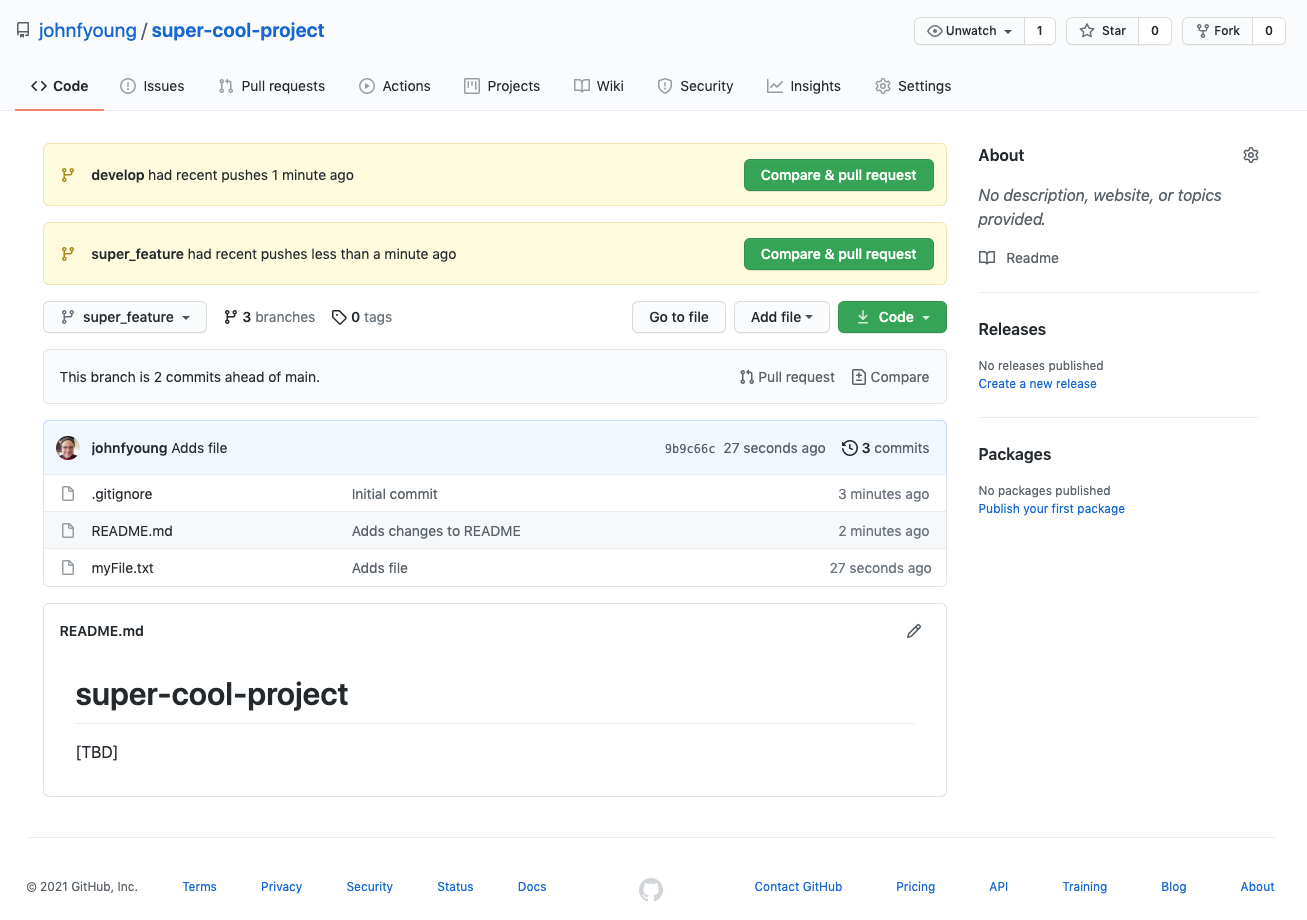 johnfyoung / super-cool-project
Unwatch 1 Star 0 Fork 0
Code Issues Pull requests Actions Projects Wiki Security Insights Settings
develop had recent pushes 1 minute ago
Compare & pull request
super_feature had recent pushes less than a minute ago
Compare & pull request
super_feature 3 branches 0 tags Go to file Add file Code
This branch is 2 commits ahead of main. Pull request Compare
johnfyoung Adds file 9b9c66c 27 seconds ago 3 commits
.gitignore Initial commit 3 minutes ago
README.md Adds changes to README 2 minutes ago
myFile.txt Adds file 27 seconds ago
README.md
super-cool-project
[TBD]
About
No description, website, or topics
provided.
Readme
Releases
No releases published
Create a new release
Packages
No packages published
Publish your first package
© 2021 GitHub, Inc. Terms Privacy Security Status Docs Contact GitHub Pricing API Training Blog About